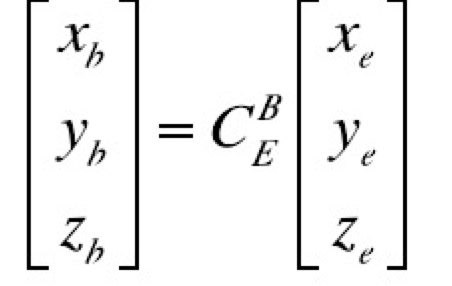 [x_b y_b z_b]ᵀ = C_E^B [x_e y_e z_e]ᵀ